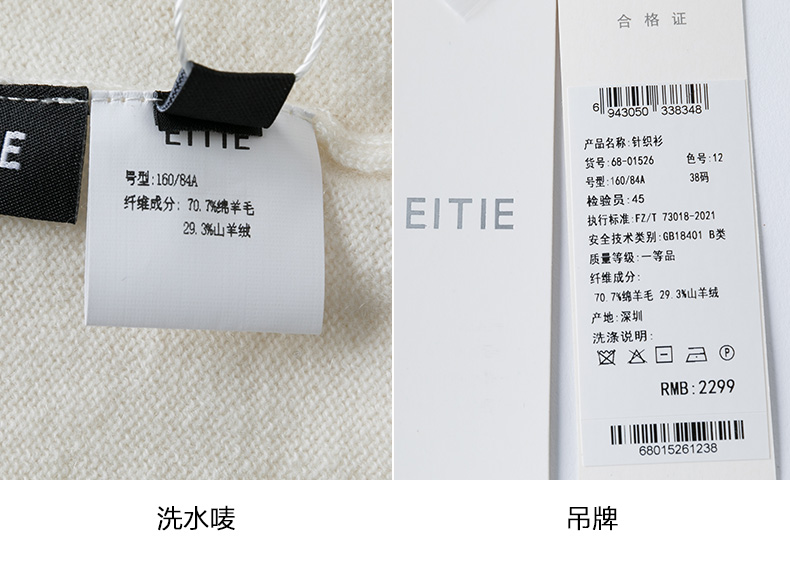 E
EITIE
号型:160/84A
纤维成分: 70.7%绵羊毛
29.3%山羊绒
EITIE
合格证
6 943050 338348
产品名称:针织衫
货号:68-01526 色号:12
号型:160/84A 38码
检验员:45
执行标准:FZ/T 73018-2021
安全技术类别:GB18401 B类
质量等级:一等品
纤维成分:
70.7%绵羊毛 29.3%山羊绒
产地:深圳
洗涤说明:
P
RMB:2299
68015261238
洗水唛
吊牌